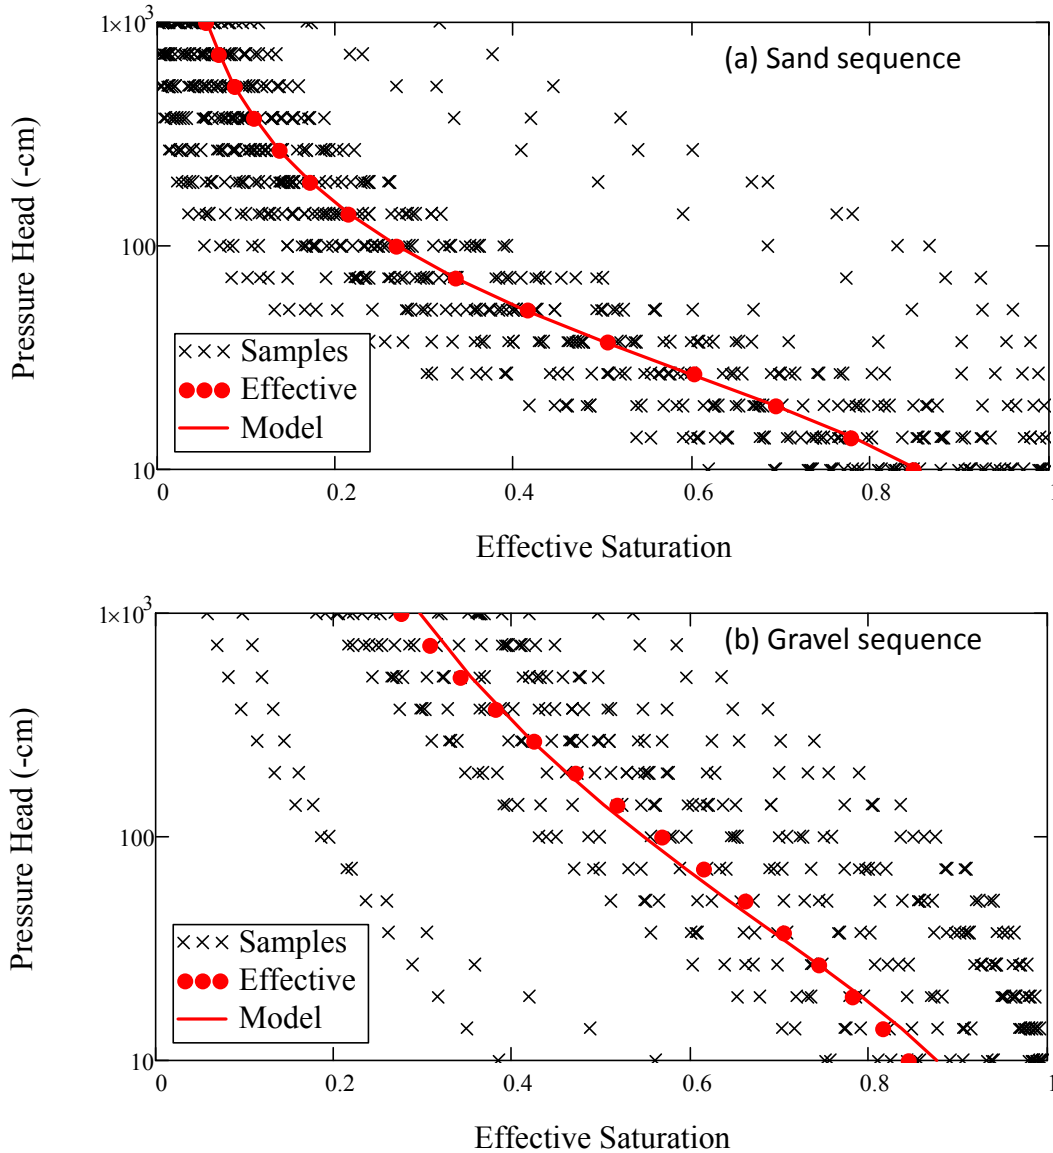 (a) Sand sequence
1×10³
100
10
Pressure Head (-cm)
Samples
Effective
Model
0 0.2 0.4 0.6 0.8 1
Effective Saturation
(b) Gravel sequence
1×10³
100
10
Pressure Head (-cm)
Samples
Effective
Model
0 0.2 0.4 0.6 0.8 1
Effective Saturation